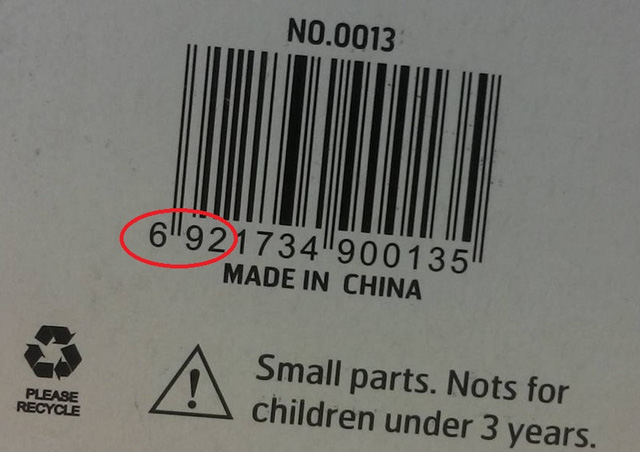 NO.0013
6 921734 900135
MADE IN CHINA
PLEASE
RECYCLE
Small parts. Nots for
children under 3 years.